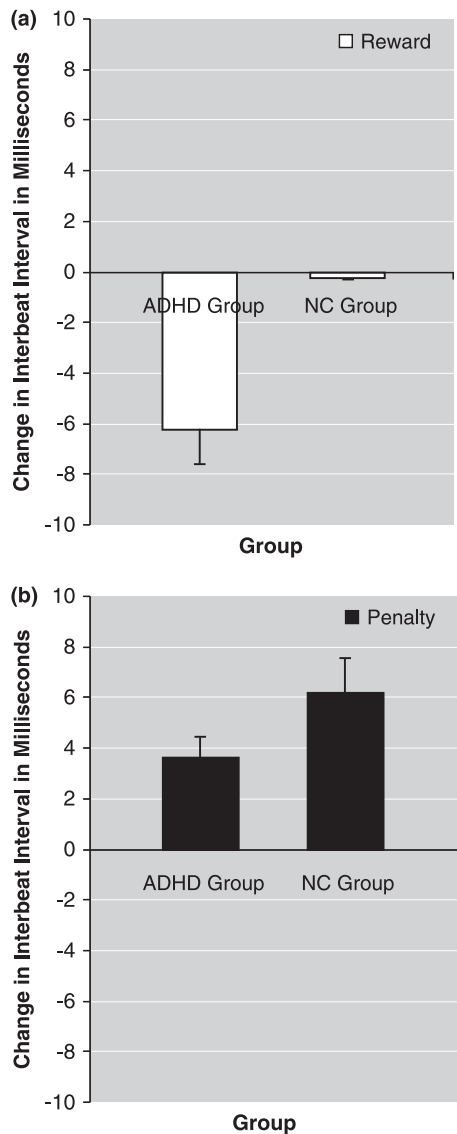 (a)
Reward
Change in Interbeat Interval in Milliseconds
10
8
6
4
2
0
-2
-4
-6
-8
-10
ADHD Group
NC Group
Group
(b)
Penalty
Change in Interbeat Interval in Milliseconds
10
8
6
4
2
0
-2
-4
-6
-8
-10
ADHD Group
NC Group
Group